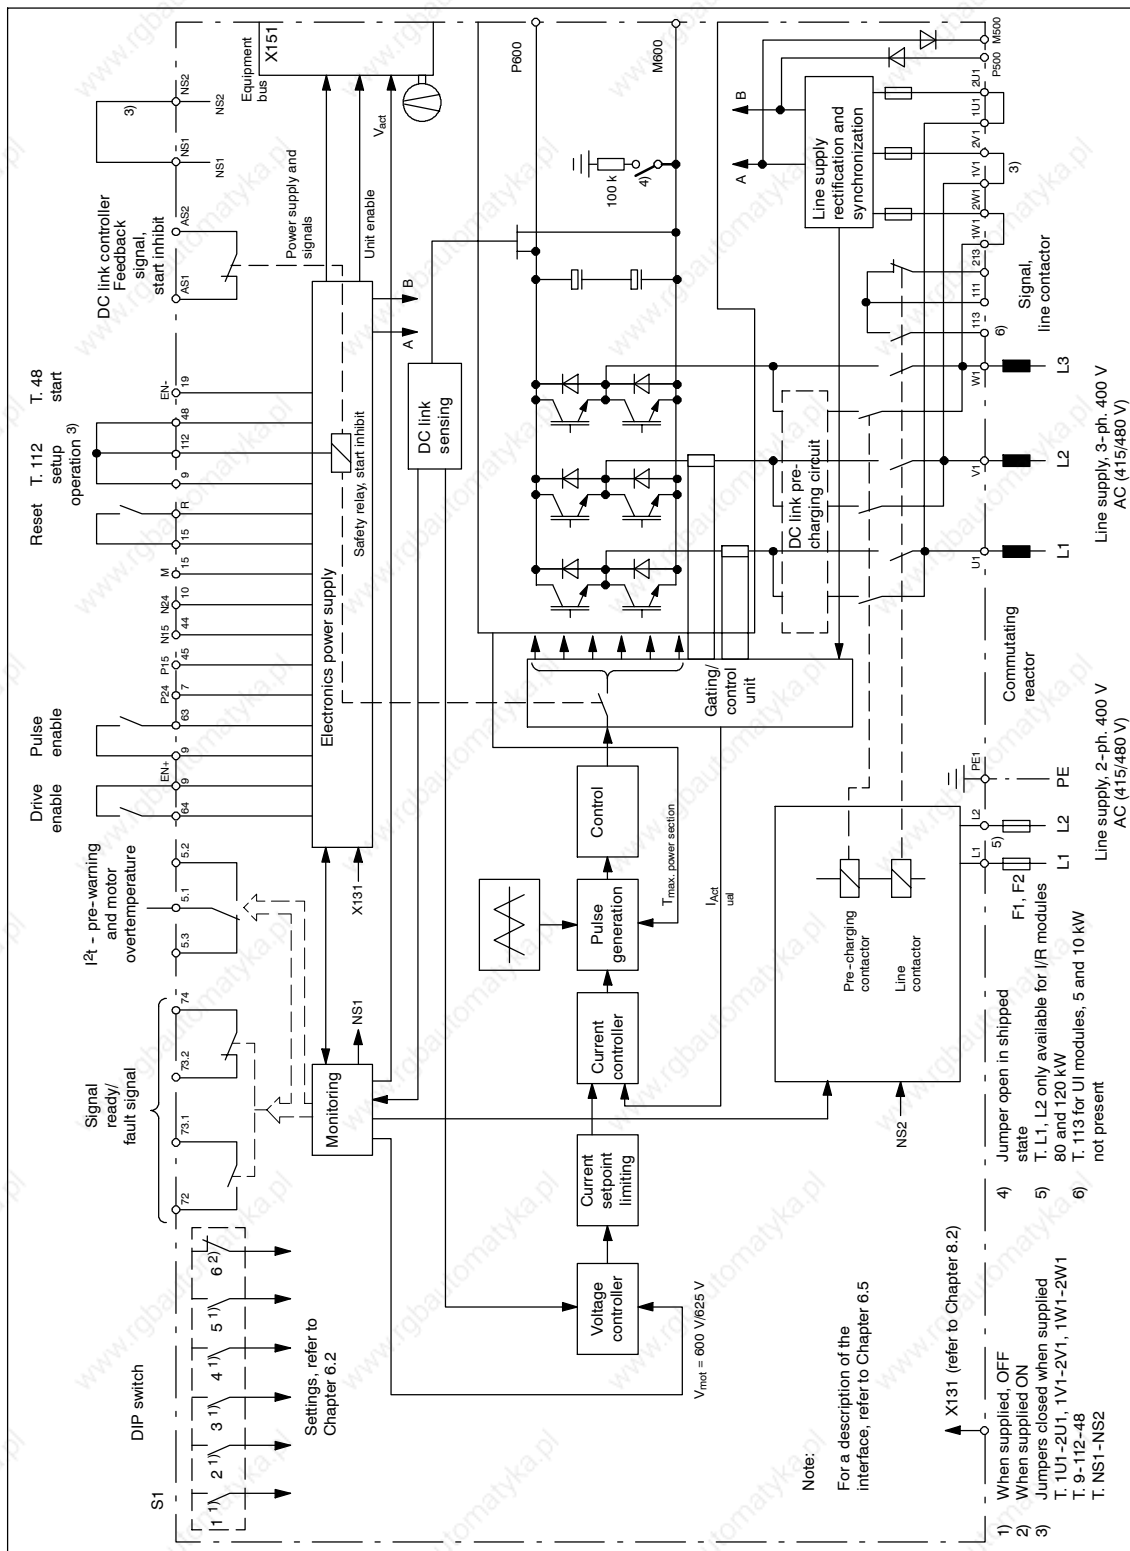 DIP switch
S1
1 1)
2 1)
3 1)
4 1)
5 1)
6 2)
Settings, refer to
Chapter 6.2
Signal
ready/
fault signal
72
73.1
73.2
74
I²t - pre-warning
and motor
overtemperature
5.3
5.1
5.2
Drive
enable
64
9
EN+
Pulse
enable
9
63
P24
7
P15
45
N15
44
N24
10
M
15
Reset
15
R
T. 112
setup
operation 3)
9
112
48
T. 48
start
EN-
19
DC link controller
Feedback
signal,
start inhibit
AS1
AS2
NS1
NS1
3)
NS2
NS2
Equipment
bus
X151
Power supply and
signals
Unit enable
Vact
Electronics power supply
Safety relay, start inhibit
X131
A
B
Monitoring
NS1
DC link
sensing
P600
M600
100 k
4)
Voltage
controller
Current
setpoint
limiting
Current
controller
Pulse
generation
Control
Gating/
control
unit
Vmot = 600 V/625 V
Tmax. power section
IAct
ual
DC link pre-
charging circuit
A
B
Line supply
rectification and
synchronization
M500
P500
2U1
1U1
2V1
1V1
2W1
1W1
3)
213
111
113
6)
Signal,
line contactor
W1
V1
U1
L3
L2
L1
Line supply, 3-ph. 400 V
AC (415/480 V)
Commutating
reactor
PE1
PE
L2
L1
5)
L2
L1
F1, F2
Line supply, 2-ph. 400 V
AC (415/480 V)
Pre-charging
contactor
Line
contactor
NS2
Note:
For a description of the
interface, refer to Chapter 6.5
X131 (refer to Chapter 8.2)
1) When supplied, OFF
2) When supplied ON
3) Jumpers closed when supplied
T. 1U1-2U1, 1V1-2V1, 1W1-2W1
T. 9-112-48
T. NS1-NS2
4) Jumper open in shipped
state
5) T. L1, L2 only available for I/R modules
80 and 120 kW
6) T. 113 for UI modules, 5 and 10 kW
not present
www.rgbautomatyka.pl